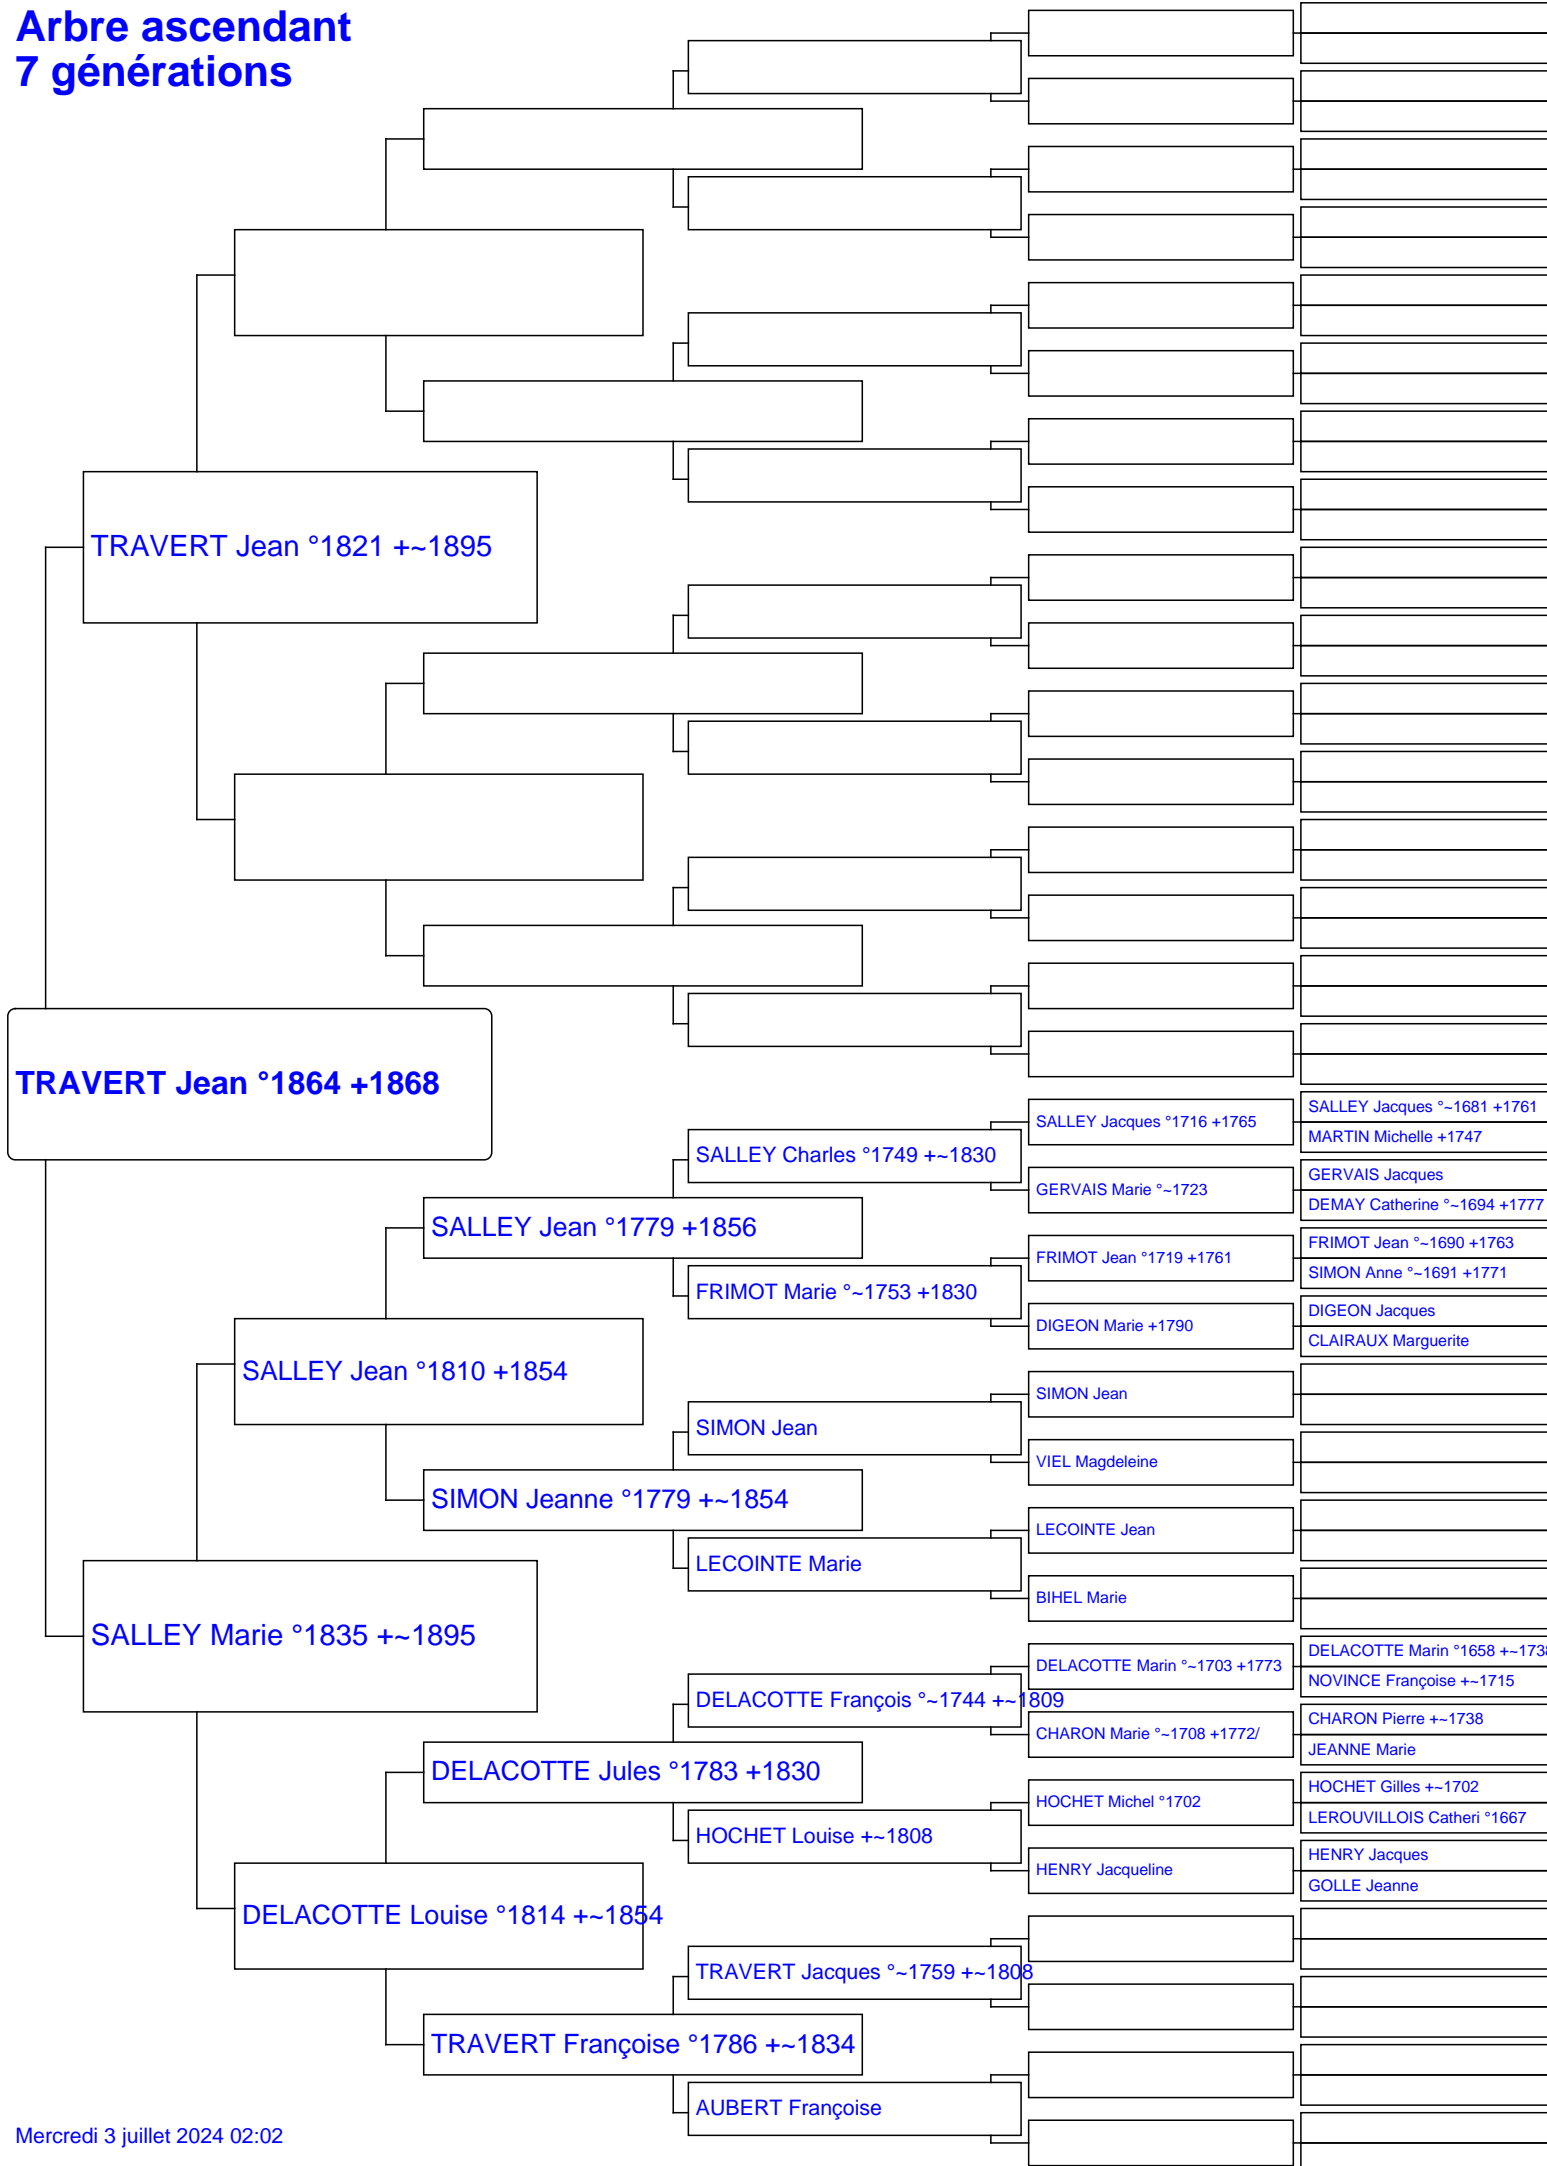 Arbre ascendant
7 générations
TRAVERT Jean °1821 +~1895
TRAVERT Jean °1864 +1868
SALLEY Jacques °~1681 +1761
SALLEY Jacques °1716 +1765
MARTIN Michelle +1747
SALLEY Charles °1749 +~1830
GERVAIS Jacques
GERVAIS Marie °~1723
DEMAY Catherine °~1694 +1777
SALLEY Jean °1779 +1856
FRIMOT Jean °~1690 +1763
FRIMOT Jean °1719 +1761
SIMON Anne °~1691 +1771
FRIMOT Marie °~1753 +1830
DIGEON Jacques
DIGEON Marie +1790
CLAIRAUX Marguerite
SALLEY Jean °1810 +1854
SIMON Jean
SIMON Jean
VIEL Magdeleine
SIMON Jeanne °1779 +~1854
LECOINTE Jean
LECOINTE Marie
BIHEL Marie
SALLEY Marie °1835 +~1895
DELACOTTE Marin °1658 +~1738
DELACOTTE Marin °~1703 +1773
NOVINCE Françoise +~1715
DELACOTTE François °~1744 +~1809
CHARON Pierre +~1738
CHARON Marie °~1708 +1772/
JEANNE Marie
DELACOTTE Jules °1783 +1830
HOCHET Gilles +~1702
HOCHET Michel °1702
LEROUVILLOIS Catheri °1667
HOCHET Louise +~1808
HENRY Jacques
HENRY Jacqueline
GOLLE Jeanne
DELACOTTE Louise °1814 +~1854
TRAVERT Jacques °~1759 +~1808
TRAVERT Françoise °1786 +~1834
AUBERT Françoise
Mercredi 3 juillet 2024 02:02